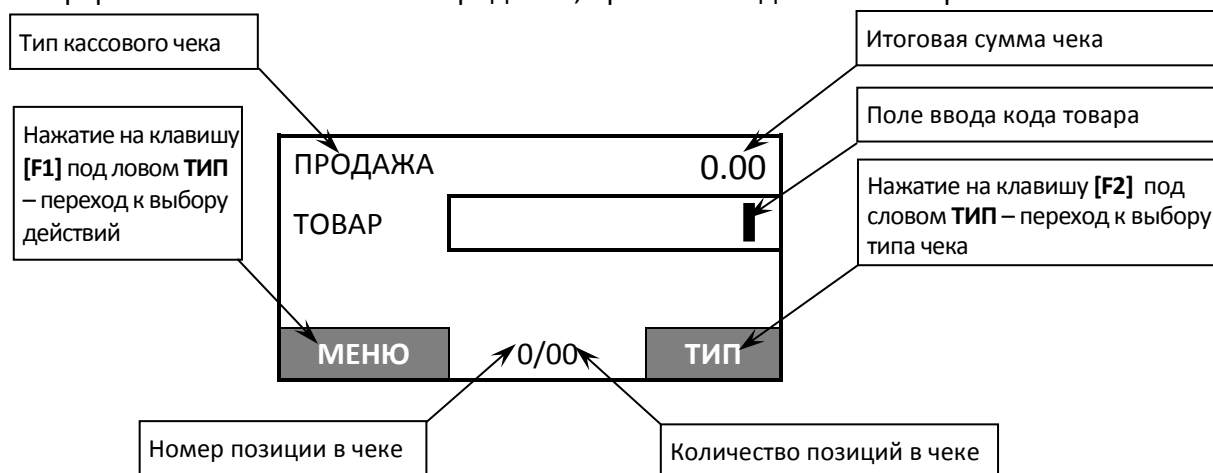 Тип кассового чека
Итоговая сумма чека
Поле ввода кода товара
Нажатие на клавишу
[F1] под ловом ТИП
– переход к выбору
действий
ПРОДАЖА 0.00
ТОВАР
Нажатие на клавишу [F2] под
словом ТИП – переход к выбору
типа чека
МЕНЮ 0/00 ТИП
Номер позиции в чеке
Количество позиций в чеке